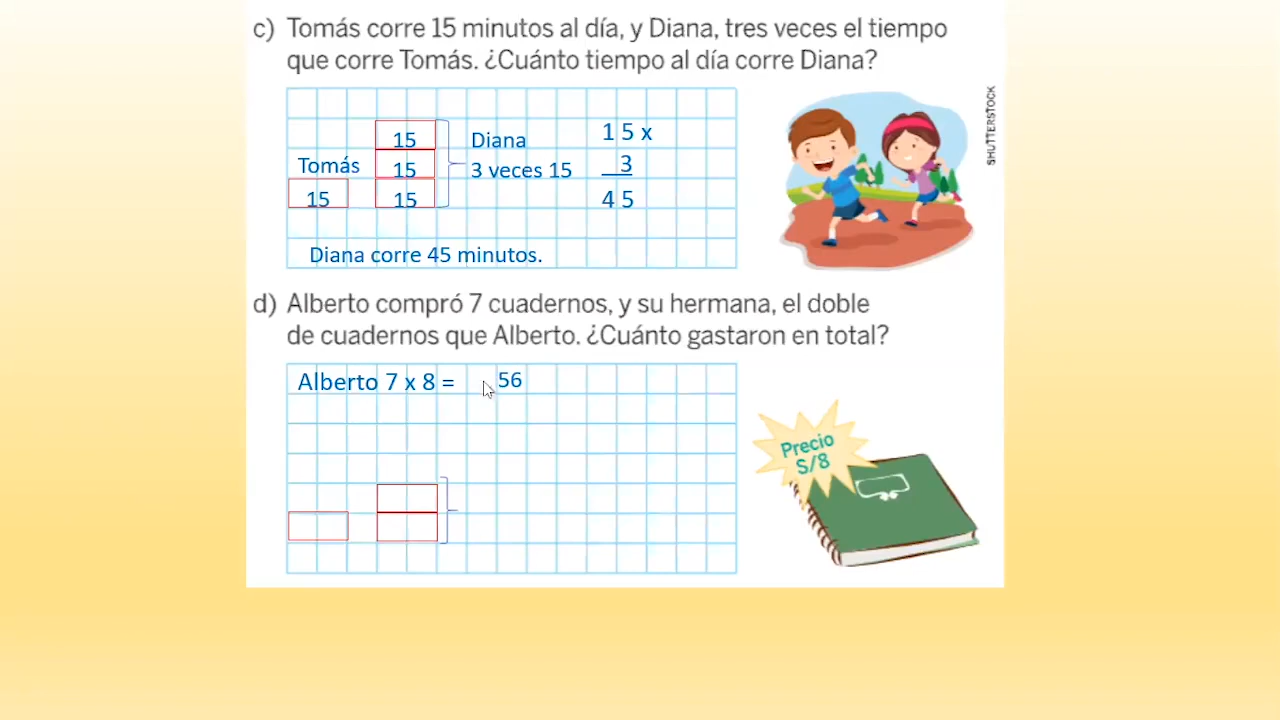 c) Tomás corre 15 minutos al día, y Diana, tres veces el tiempo
que corre Tomás. ¿Cuánto tiempo al día corre Diana?
SHUTTERSTOCK
15
Diana
1 5 x
Tomás
15
3 veces 15
3
15
15
4 5
Diana corre 45 minutos.
d) Alberto compró 7 cuadernos, y su hermana, el doble
de cuadernos que Alberto. ¿Cuánto gastaron en total?
Alberto 7 x 8 = 56
Precio
S/8